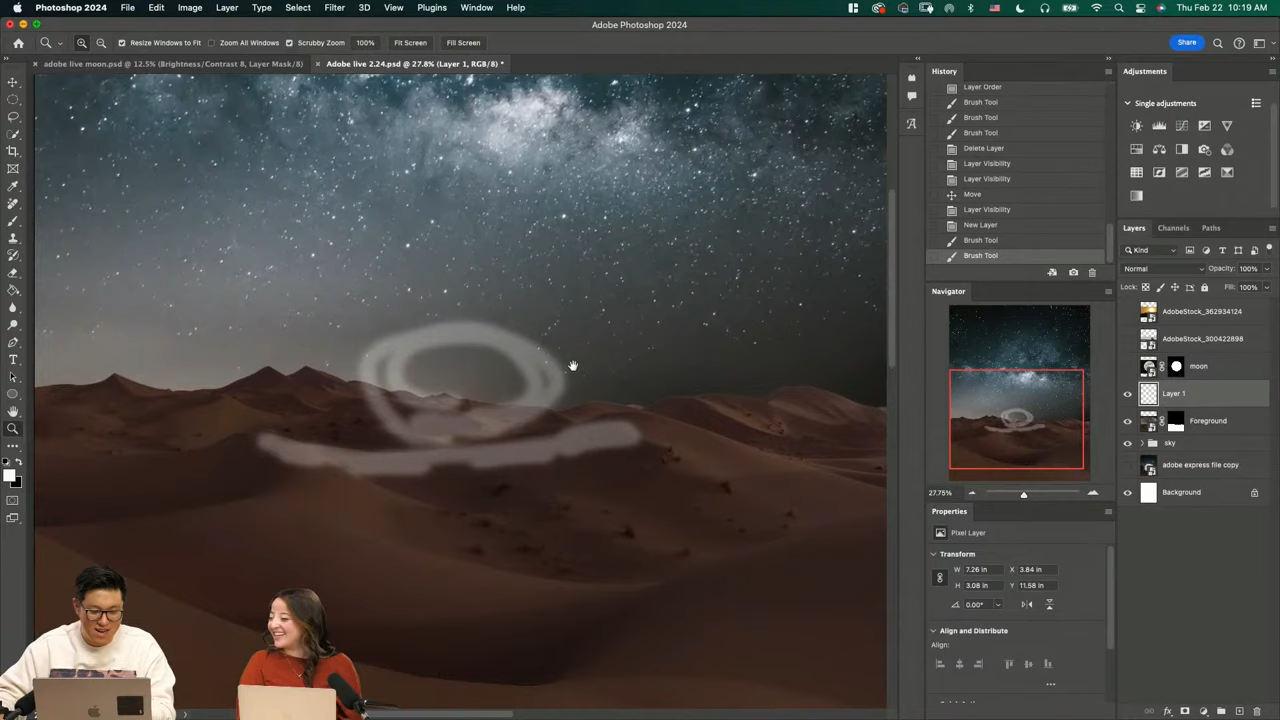 Photoshop 2024 File Edit Image Layer Type Select Filter 3D View Plugins Window Help Thu Feb 22 10:19 AM
Adobe Photoshop 2024
Resize Windows to Fit Zoom All Windows Scrubby Zoom 100% Fit Screen Fill Screen Share
adobe live moon.psd @ 12.5% (Brightness/Contrast 8, Layer Mask/8) Adobe live 2.24.psd @ 27.8% (Layer 1, RGB/8) *
History
Layer Order
Brush Tool
Brush Tool
Brush Tool
Delete Layer
Layer Visibility
Layer Visibility
Move
Layer Visibility
New Layer
Brush Tool
Brush Tool
Navigator
27.75%
Properties
Pixel Layer
Transform
W 7.26 in X 3.84 in
H 3.08 in Y 11.58 in
0.00°
Align and Distribute
Align:
Adjustments
Single adjustments
Layers Channels Paths
Kind
Normal Opacity: 100%
Lock: Fill: 100%
AdobeStock_362934124
AdobeStock_300422898
moon
Layer 1
Foreground
sky
adobe express file copy
Background